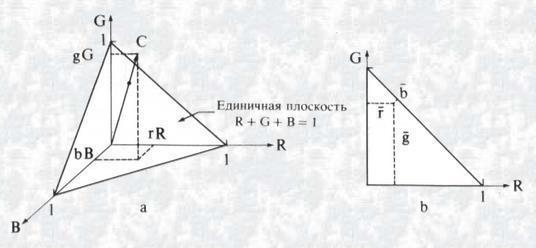 G
1
gG
C
Единичная плоскость
R + G + B = 1
bB
rR
R
1
1
B
a
G
b̄
r̄
ḡ
R
1
b